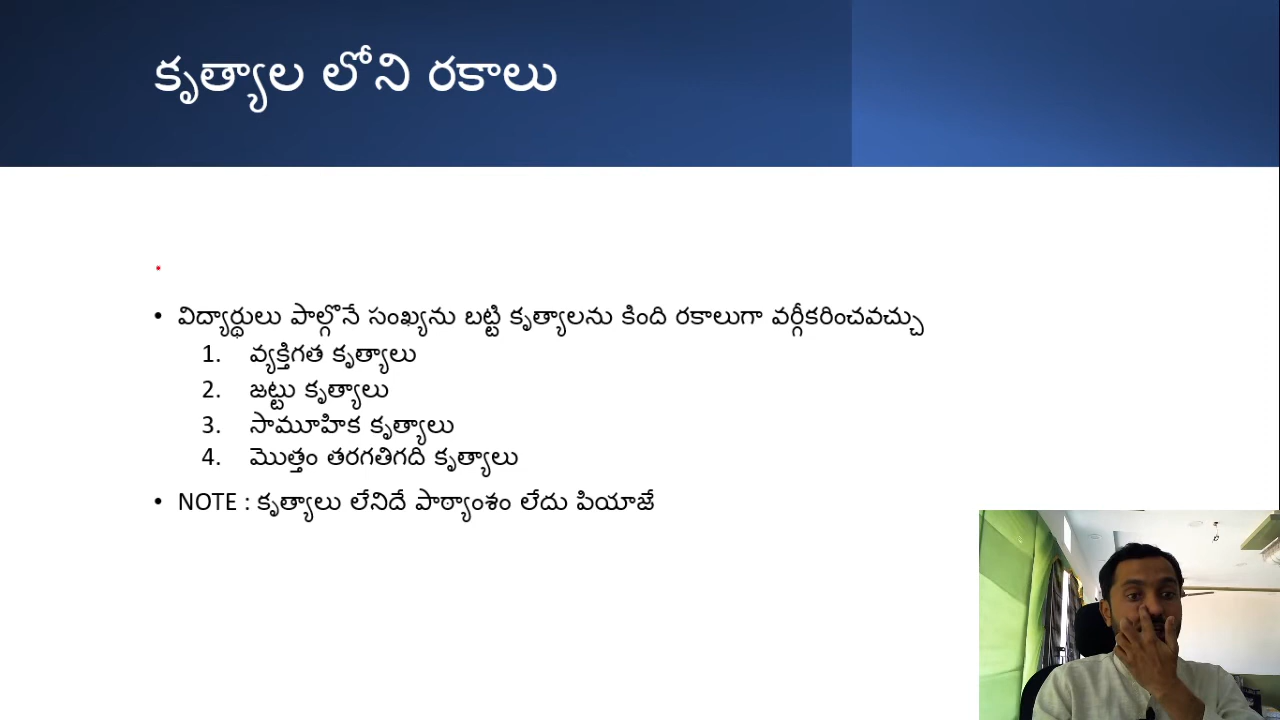 కృత్యాల లోని రకాలు
• విద్యార్థులు పాల్గొనే సంఖ్యను బట్టి కృత్యాలను కింది రకాలుగా వర్గీకరించవచ్చు
1. వ్యక్తిగత కృత్యాలు
2. జట్టు కృత్యాలు
3. సామూహిక కృత్యాలు
4. మొత్తం తరగతిగది కృత్యాలు
• NOTE : కృత్యాలు లేనిదే పాఠ్యాంశం లేదు పియాజే